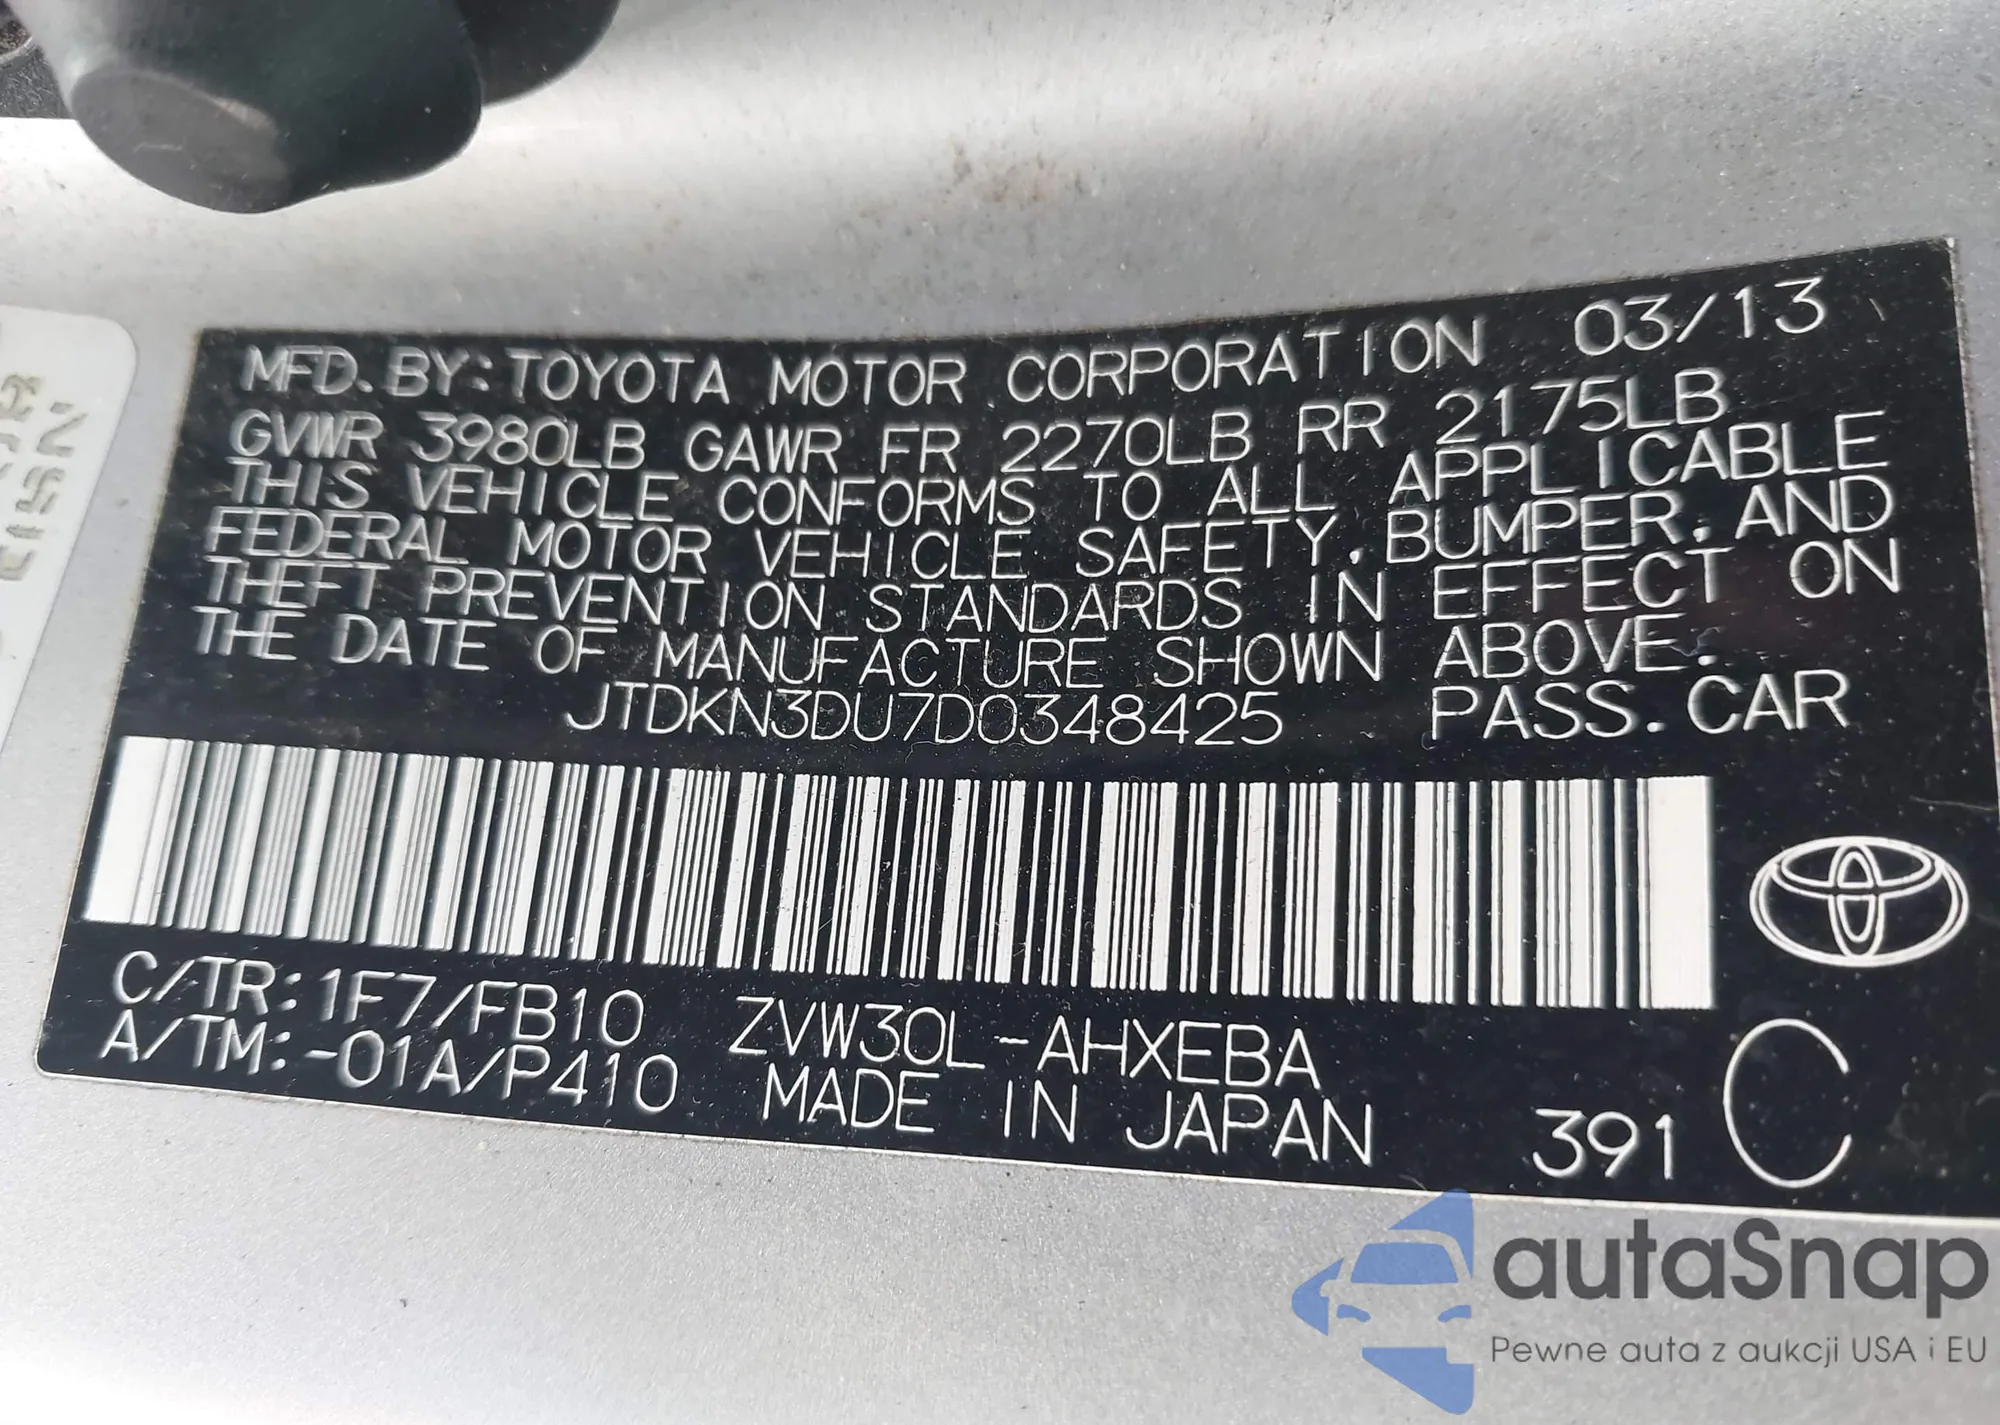 MFD. BY: TOYOTA MOTOR CORPORATION 03/13
GVWR 3980LB GAWR FR 2270LB RR 2175LB
THIS VEHICLE CONFORMS TO ALL APPLICABLE
FEDERAL MOTOR VEHICLE SAFETY, BUMPER, AND
THEFT PREVENTION STANDARDS IN EFFECT ON
THE DATE OF MANUFACTURE SHOWN ABOVE.
JTDKN3DU7D0348425 PASS. CAR
C/TR: 1F7/FB10 ZVW30L-AHXEBA
A/TM: -01A/P410 MADE IN JAPAN 391 C
autaSnap
Pewne auta z aukcji USA i EU